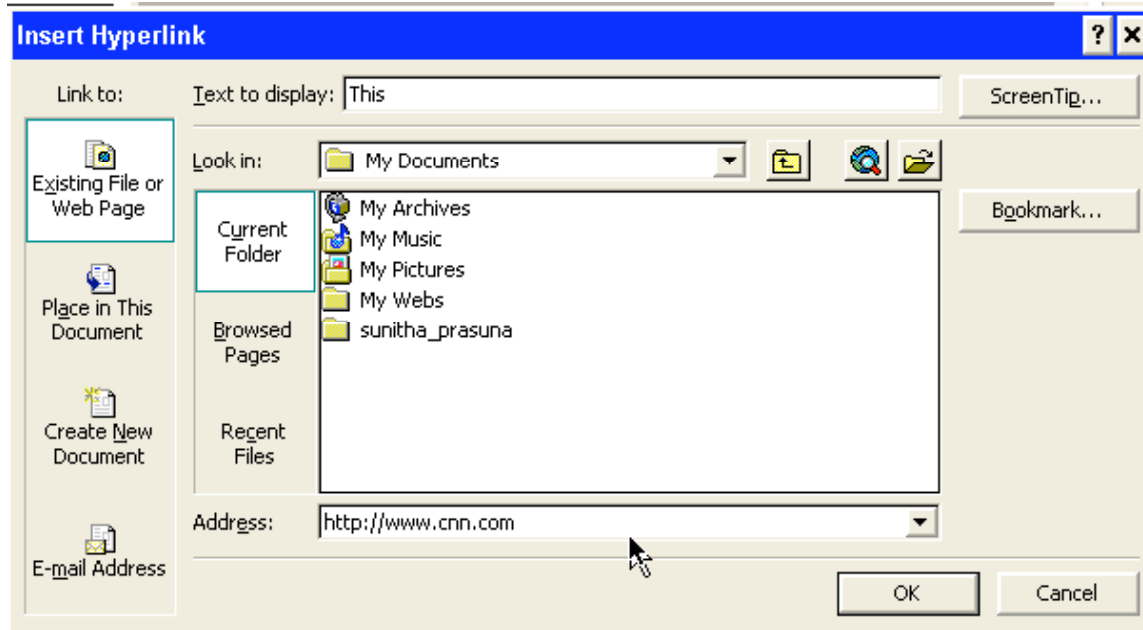 Insert Hyperlink
?
Link to:
Text to display: This
ScreenTip...
Existing File or
Web Page
Look in: My Documents
Current
Folder
My Archives
My Music
My Pictures
My Webs
sunitha_prasuna
Bookmark...
Place in This
Document
Browsed
Pages
Create New
Document
Recent
Files
Address: http://www.cnn.com
E-mail Address
OK
Cancel